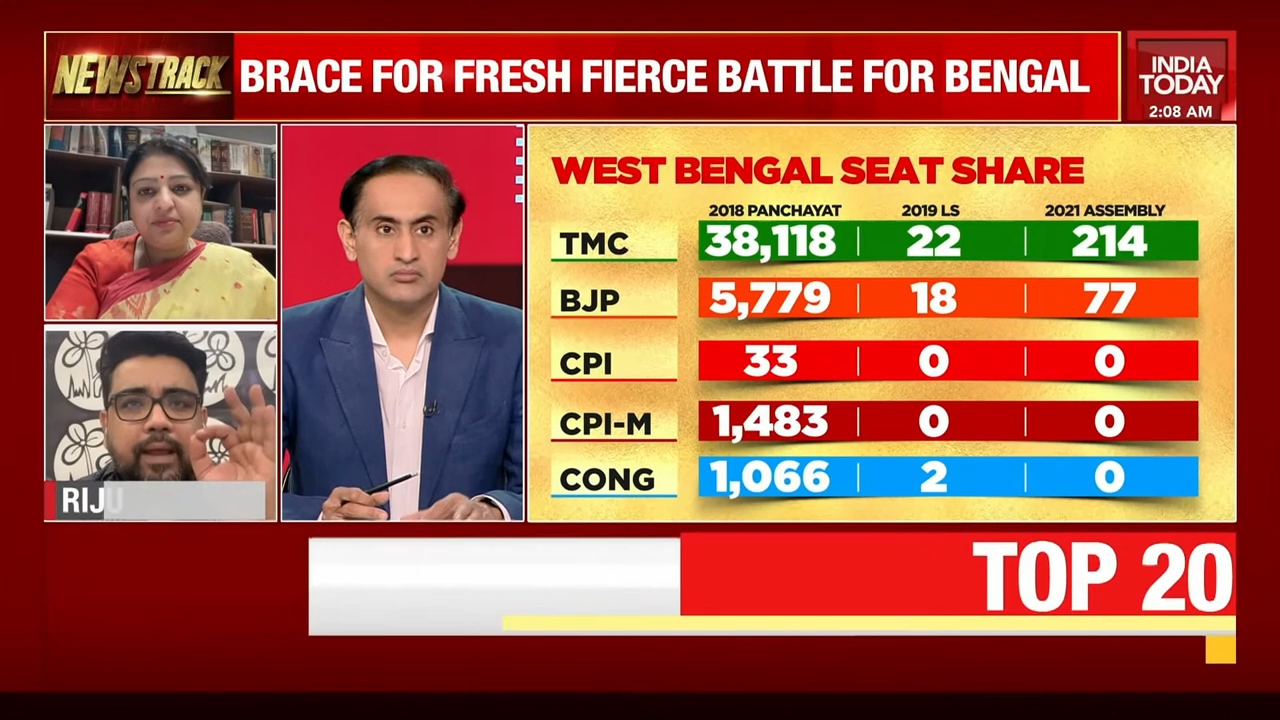 NEWSTRACK
BRACE FOR FRESH FIERCE BATTLE FOR BENGAL
INDIA
TODAY
2:08 AM
WEST BENGAL SEAT SHARE
2018 PANCHAYAT 2019 LS 2021 ASSEMBLY
TMC 38,118 22 214
BJP 5,779 18 77
CPI 33 0 0
CPI-M 1,483 0 0
CONG 1,066 2 0
RIJU
TOP 20